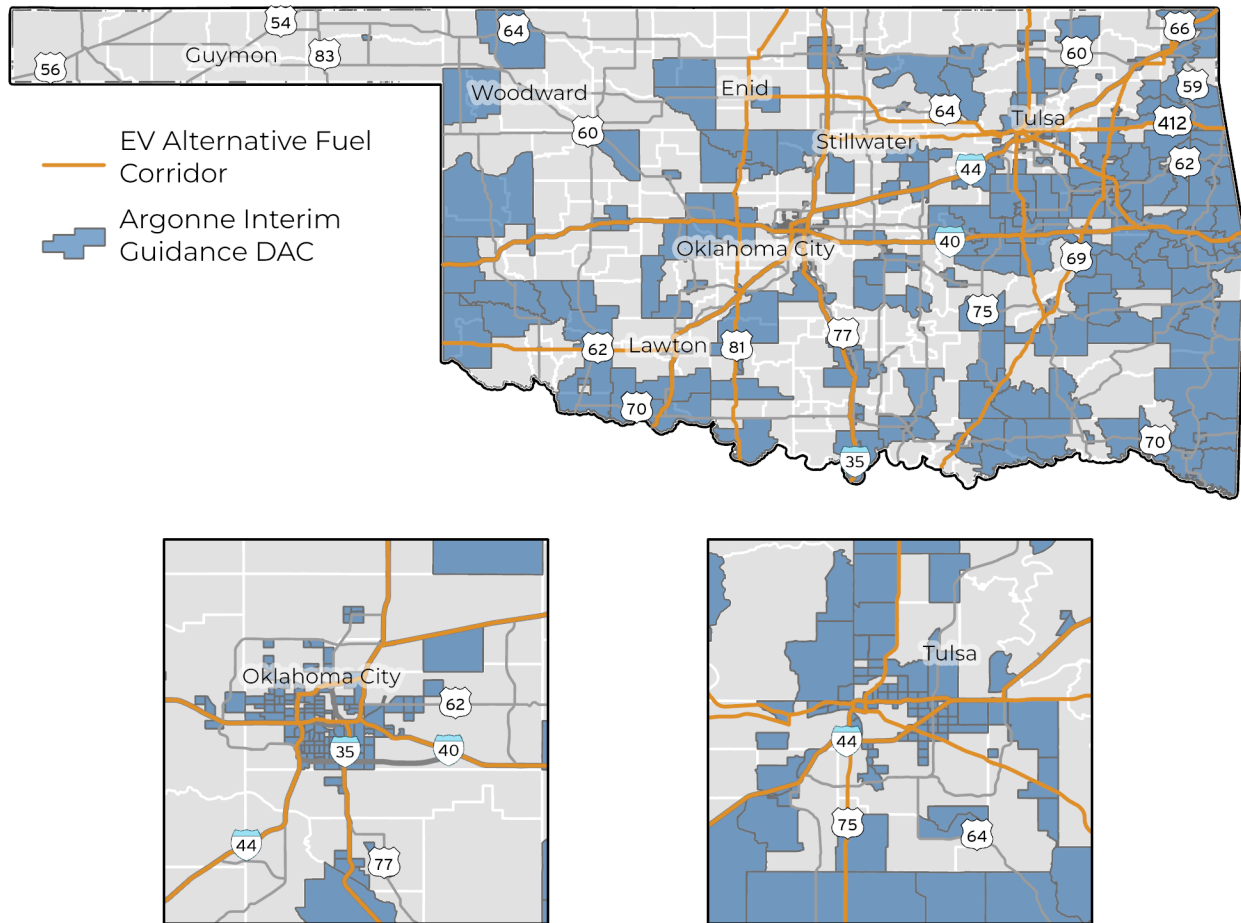 54
64
66
Guymon
83
60
56
Woodward
Enid
59
64
Tulsa
412
60
EV Alternative Fuel
Corridor
Stillwater
62
44
Argonne Interim
Guidance DAC
Oklahoma City
40
69
75
77
62
Lawton
81
70
70
35
Oklahoma City
62
35
40
44
77
Tulsa
44
75
64